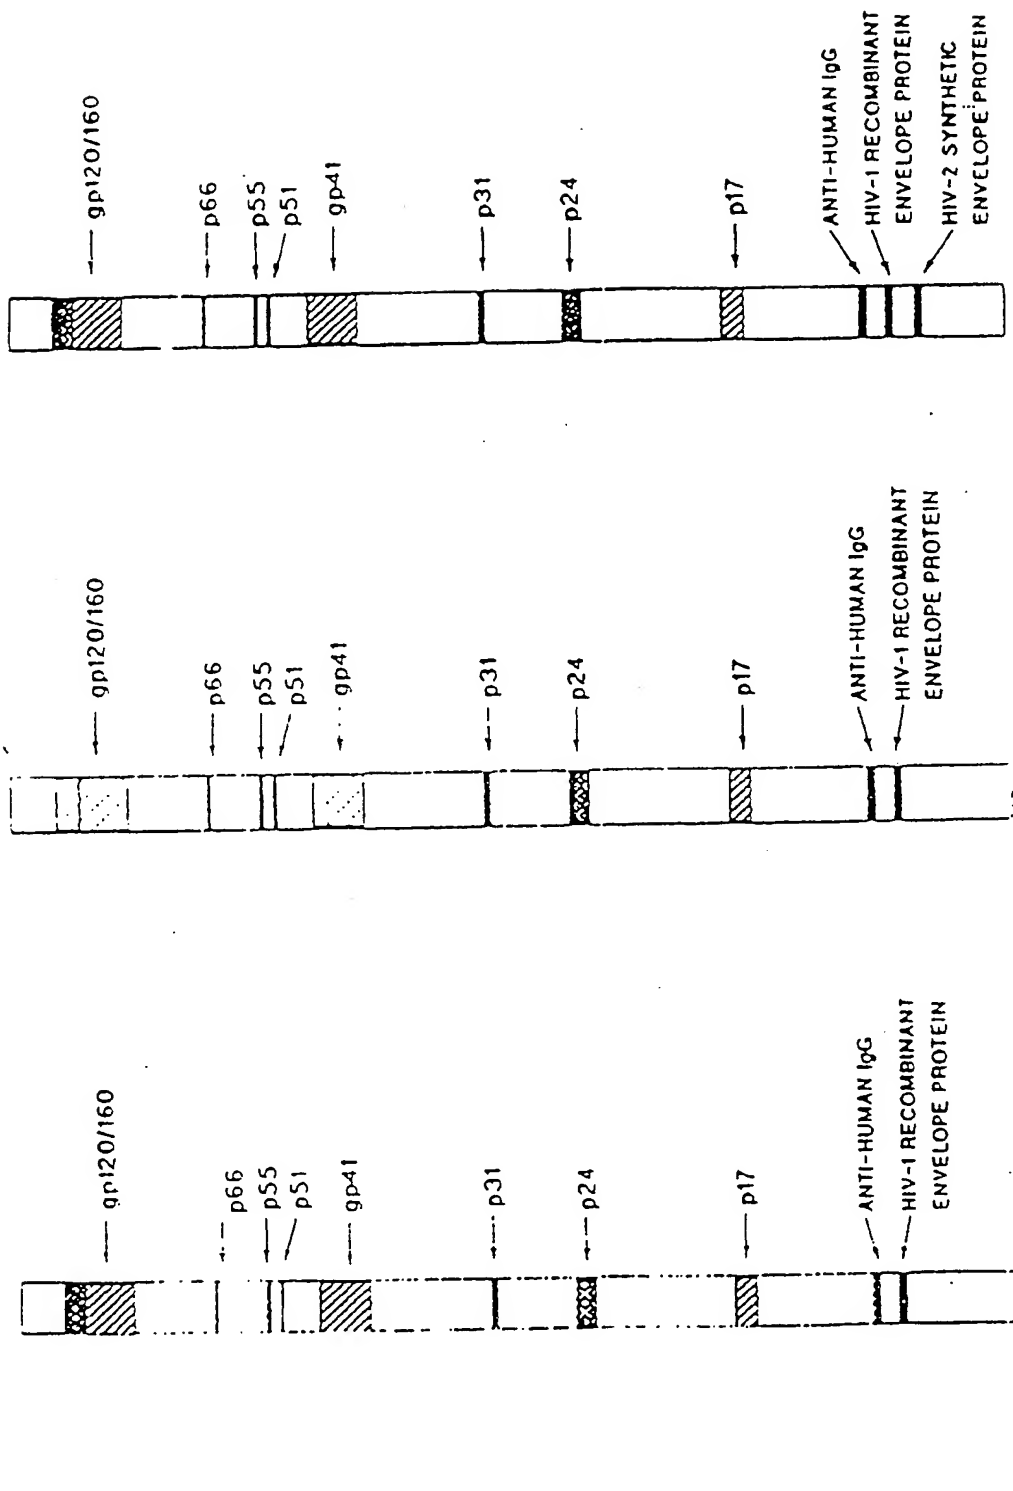 gp120/160
p66
p55
p51
gp41
p31
p24
p17
ANTI-HUMAN IgG
HIV-1 RECOMBINANT
ENVELOPE PROTEIN
HIV-2 SYNTHETIC
ENVELOPE PROTEIN
gp120/160
p66
p55
p51
gp41
p31
p24
p17
ANTI-HUMAN IgG
HIV-1 RECOMBINANT
ENVELOPE PROTEIN
gp120/160
p66
p55
p51
gp41
p31
p24
p17
ANTI-HUMAN IgG
HIV-1 RECOMBINANT
ENVELOPE PROTEIN